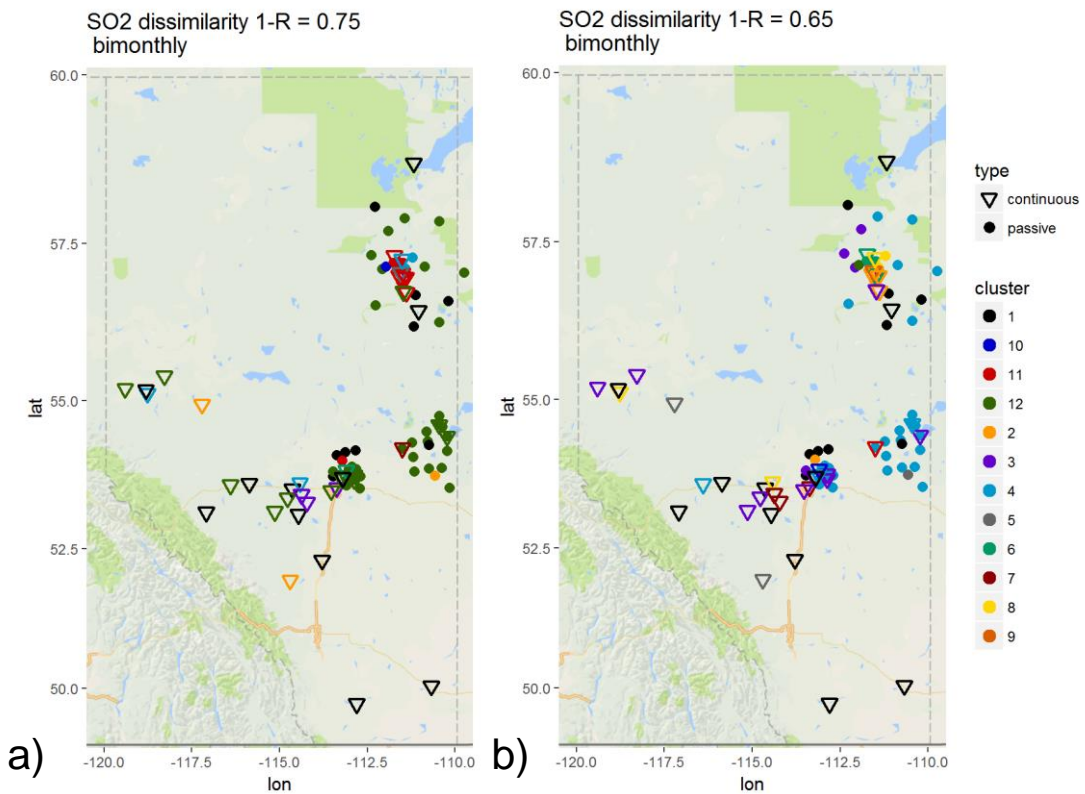 SO2 dissimilarity 1-R = 0.75
bimonthly
SO2 dissimilarity 1-R = 0.65
bimonthly
60.0
57.5
55.0
52.5
50.0
lat
-120.0
-117.5
-115.0
-112.5
-110.0
lon
a)
60.0
57.5
55.0
52.5
50.0
lat
-120.0
-117.5
-115.0
-112.5
-110.0
lon
b)
type
continuous
passive
cluster
1
10
11
12
2
3
4
5
6
7
8
9